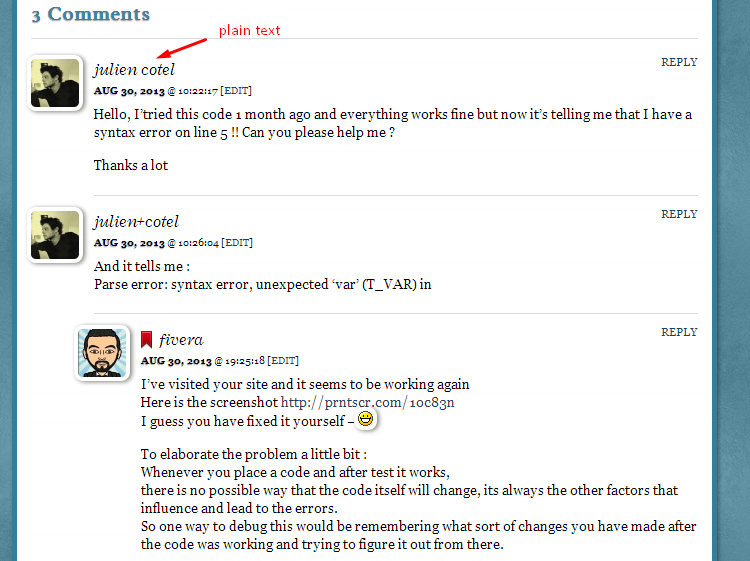 3 Comments
plain text
julien cotel
REPLY
AUG 30, 2013 @ 10:22:17 [EDIT]
Hello, I’tried this code 1 month ago and everything works fine but now it’s telling me that I have a
syntax error on line 5 !! Can you please help me ?
Thanks a lot
julien+cotel
REPLY
AUG 30, 2013 @ 10:26:04 [EDIT]
And it tells me :
Parse error: syntax error, unexpected ‘var’ (T_VAR) in
fivera
REPLY
AUG 30, 2013 @ 19:25:18 [EDIT]
I’ve visited your site and it seems to be working again
Here is the screenshot http://prntscr.com/10c83n
I guess you have fixed it yourself –
To elaborate the problem a little bit :
Whenever you place a code and after test it works,
there is no possible way that the code itself will change, its always the other factors that
influence and lead to the errors.
So one way to debug this would be remembering what sort of changes you have made after
the code was working and trying to figure it out from there.